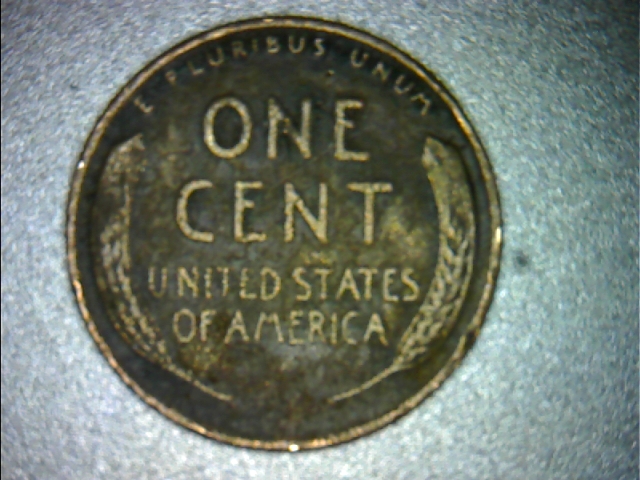 E PLURIBUS UNUM
ONE
CENT
UNITED STATES
OF AMERICA